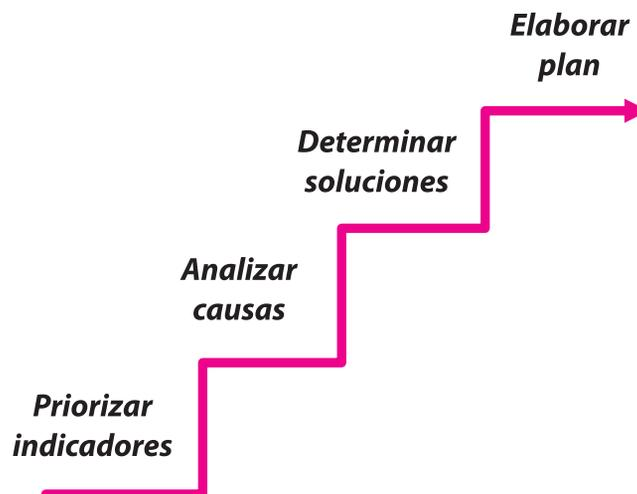 Elaborar
plan
Determinar
soluciones
Analizar
causas
Priorizar
indicadores